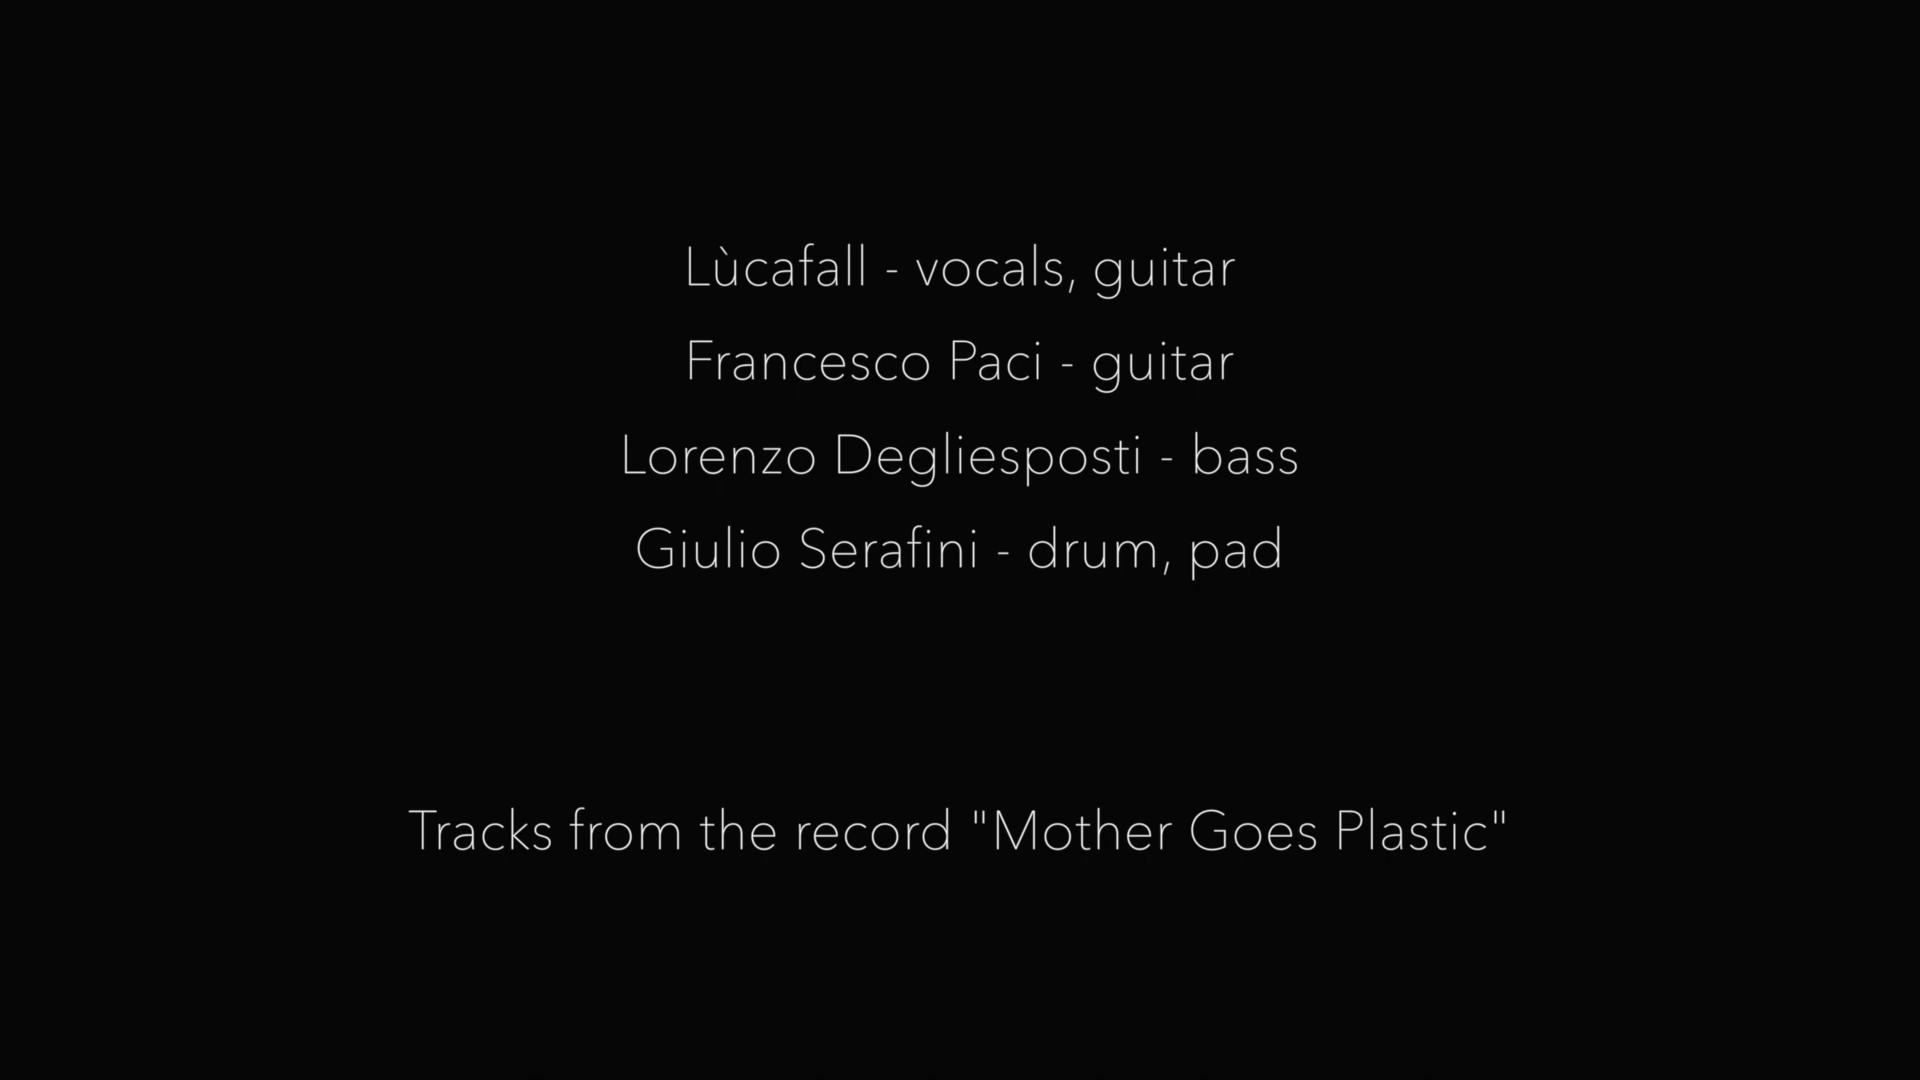 Lùcafall - vocals, guitar
Francesco Paci - guitar
Lorenzo Degliesposti - bass
Giulio Serafini - drum, pad
Tracks from the record "Mother Goes Plastic"